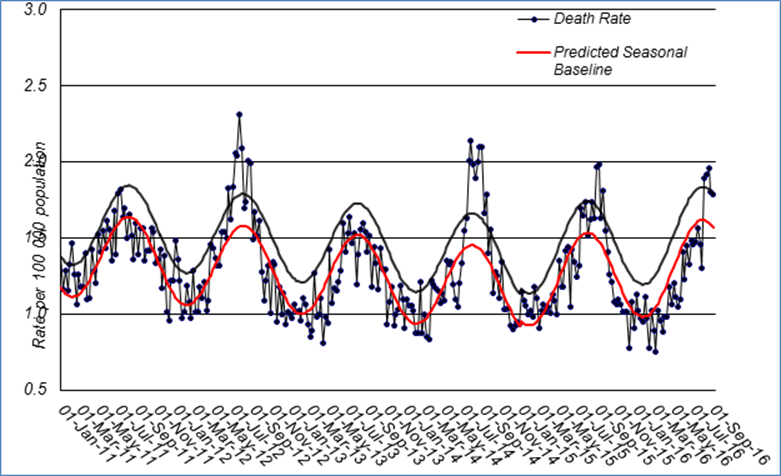 3.0
Death Rate
Predicted Seasonal
Baseline
2.5
2.0
1.5
1.0
0.5
Rate per 100 000 population
01-Jan-11
01-Mar-11
01-May-11
01-Jul-11
01-Sep-11
01-Nov-11
01-Jan-12
01-Mar-12
01-May-12
01-Jul-12
01-Sep-12
01-Nov-12
01-Jan-13
01-Mar-13
01-May-13
01-Jul-13
01-Sep-13
01-Nov-13
01-Jan-14
01-Mar-14
01-May-14
01-Jul-14
01-Sep-14
01-Nov-14
01-Jan-15
01-Mar-15
01-May-15
01-Jul-15
01-Sep-15
01-Nov-15
01-Jan-16
01-Mar-16
01-May-16
01-Jul-16
01-Sep-16